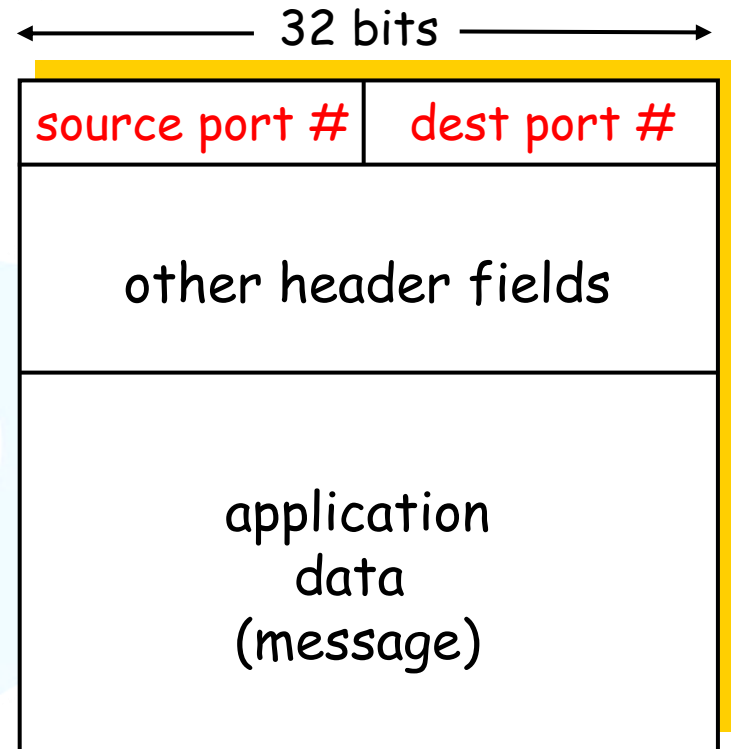 32 bits
source port # dest port #
other header fields
application
data
(message)